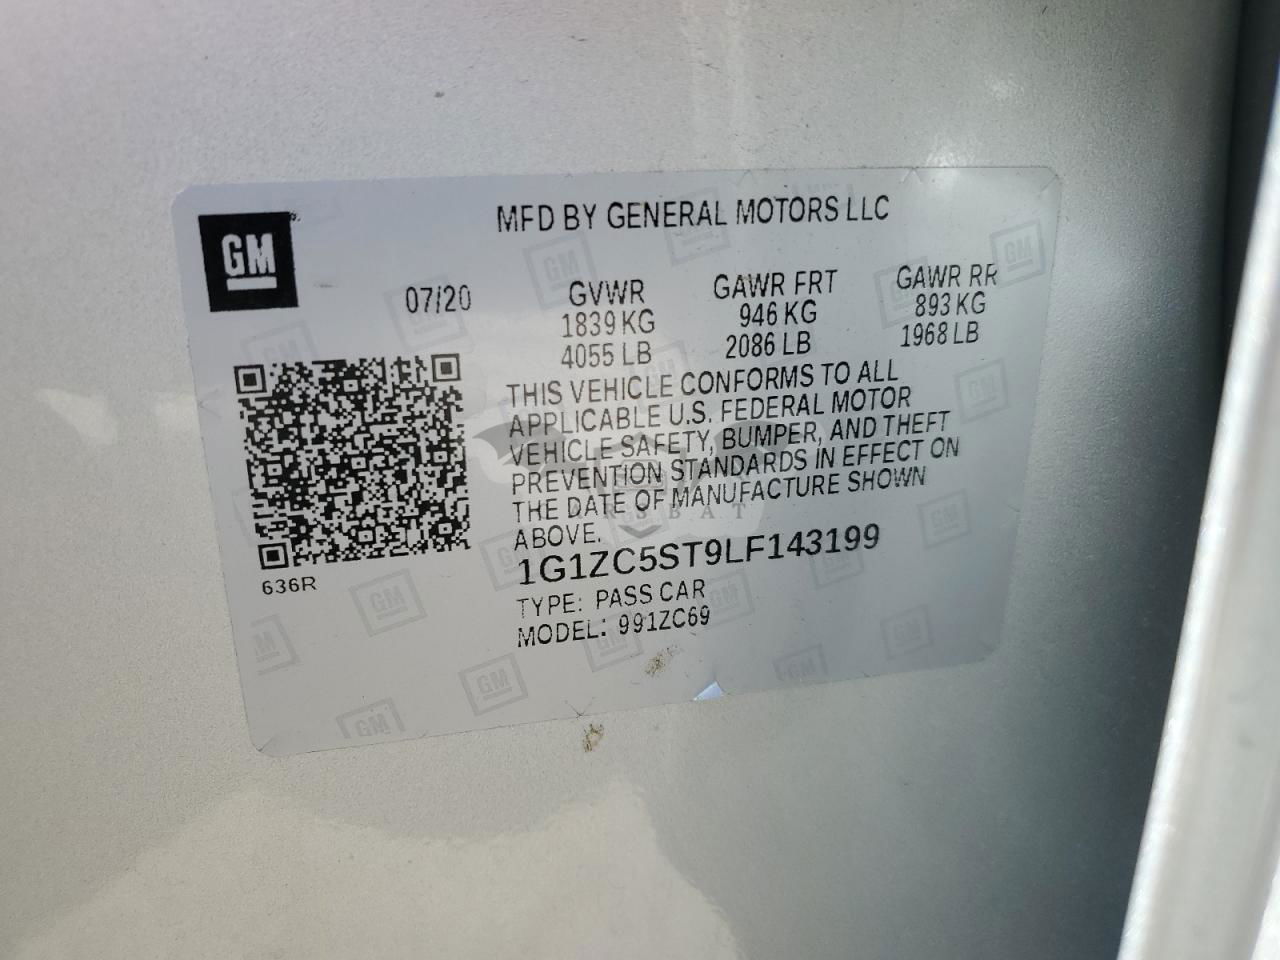 MFD BY GENERAL MOTORS LLC
GM
07/20
GVWR
1839 KG
4055 LB
GAWR FRT
946 KG
2086 LB
GAWR RR
893 KG
1968 LB
THIS VEHICLE CONFORMS TO ALL
APPLICABLE U.S. FEDERAL MOTOR
VEHICLE SAFETY, BUMPER, AND THEFT
PREVENTION STANDARDS IN EFFECT ON
THE DATE OF MANUFACTURE SHOWN
ABOVE.
1G1ZC5ST9LF143199
TYPE: PASS CAR
MODEL: 991ZC69
636R